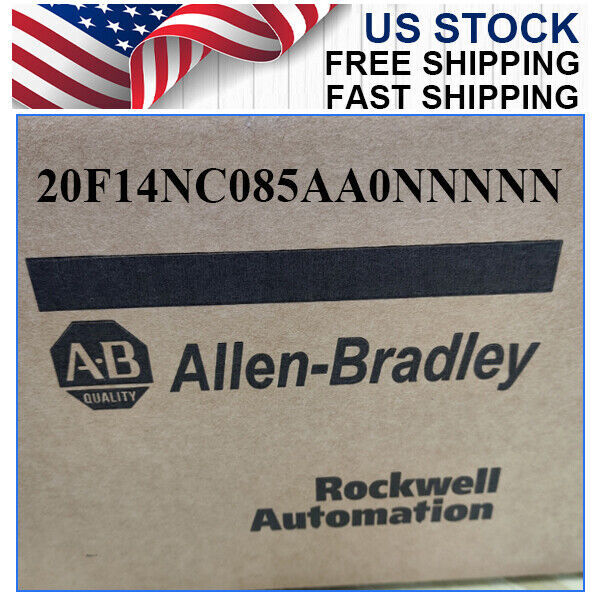 US STOCK
FREE SHIPPING
FAST SHIPPING
20F14NC085AA0NNNNN
A-B
QUALITY
Allen-Bradley
Rockwell
Automation